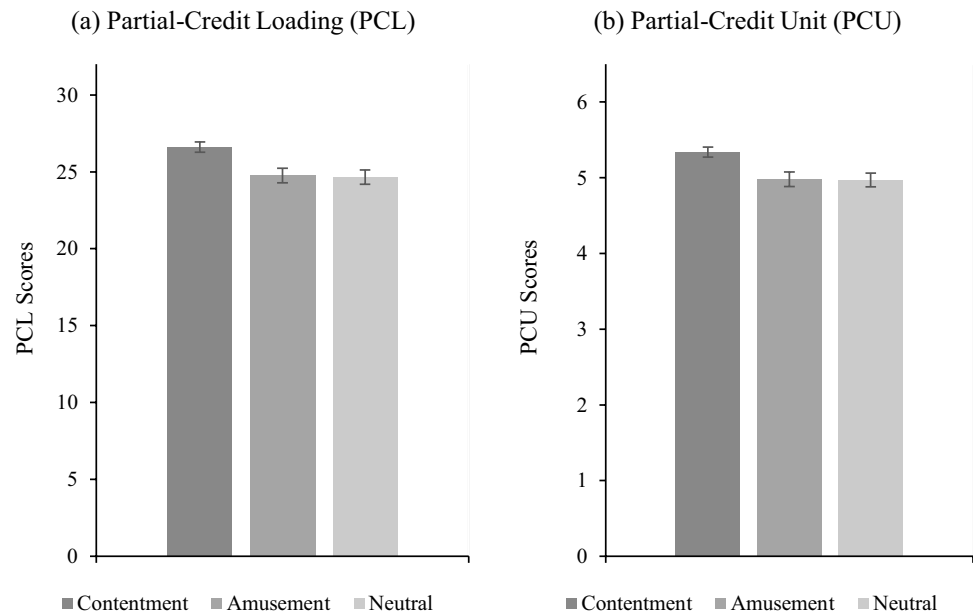 (a) Partial-Credit Loading (PCL)
30
25
20
15
10
5
0
PCL Scores
Contentment Amusement Neutral
(b) Partial-Credit Unit (PCU)
6
5
4
3
2
1
0
PCU Scores
Contentment Amusement Neutral